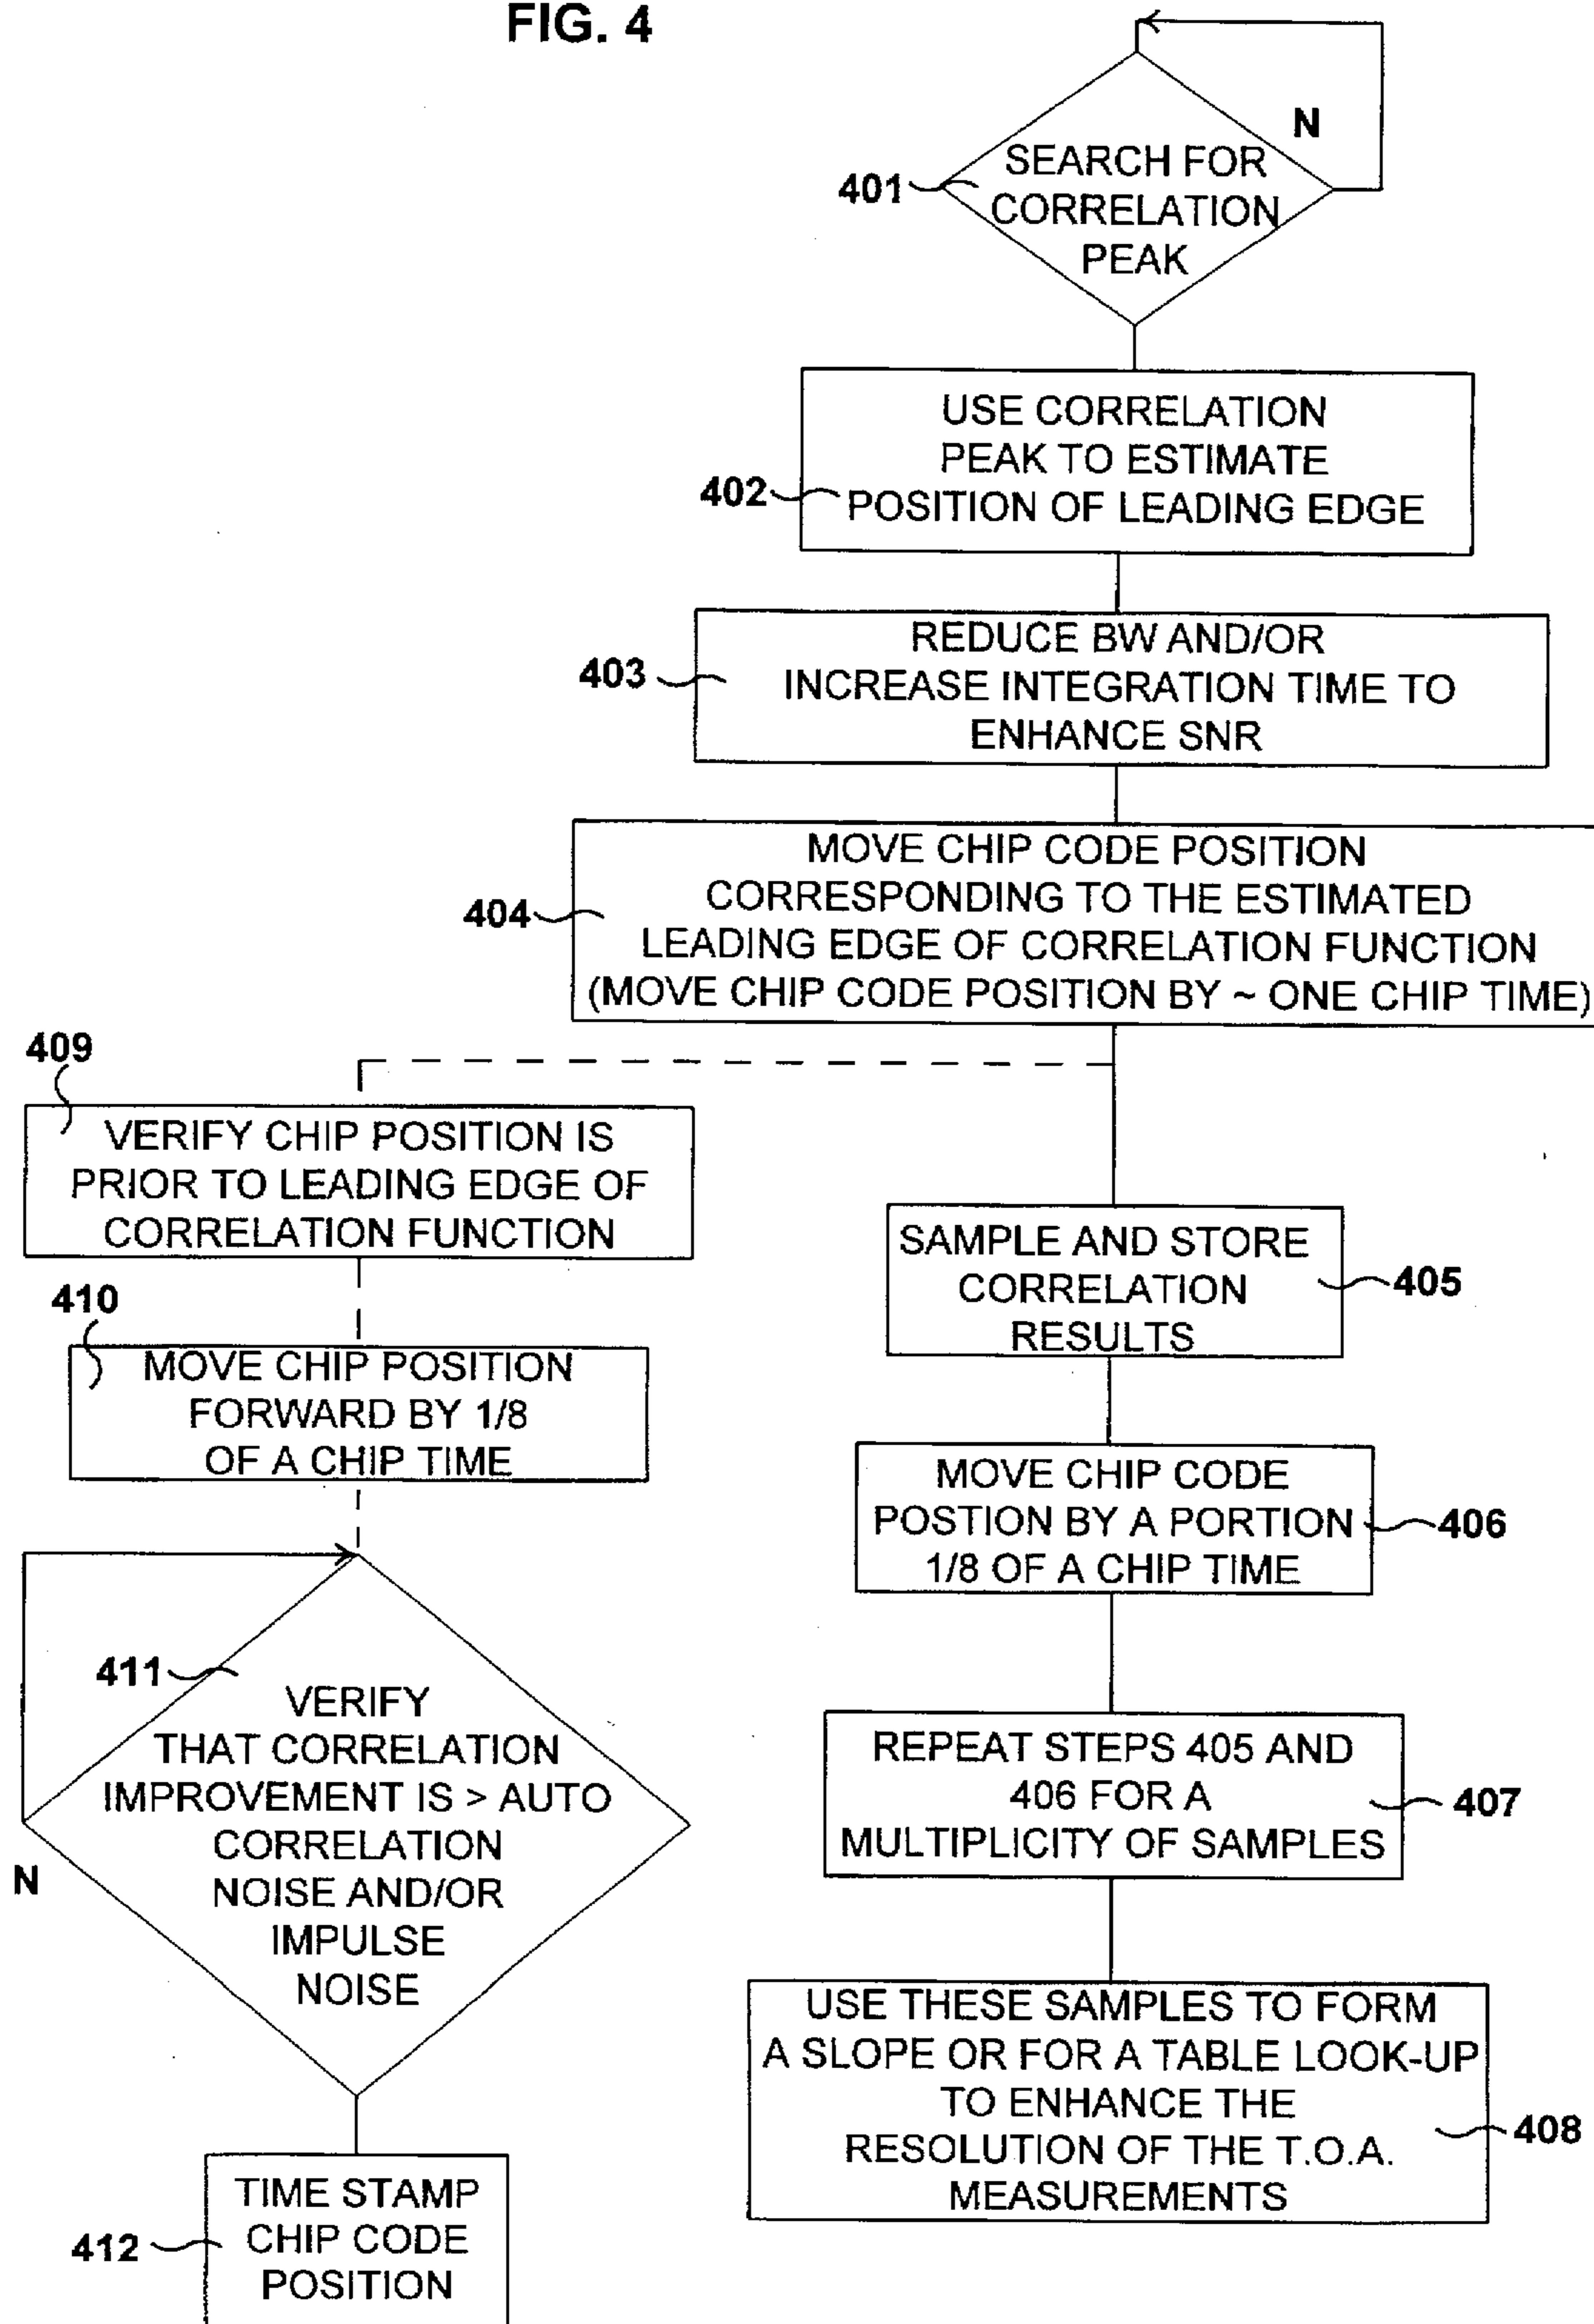 FIG. 4
N
401
SEARCH FOR
CORRELATION
PEAK
USE CORRELATION
PEAK TO ESTIMATE
402
POSITION OF LEADING EDGE
403
REDUCE BW AND/OR
INCREASE INTEGRATION TIME TO
ENHANCE SNR
404
MOVE CHIP CODE POSITION
CORRESPONDING TO THE ESTIMATED
LEADING EDGE OF CORRELATION FUNCTION
(MOVE CHIP CODE POSITION BY ~ ONE CHIP TIME)
409
VERIFY CHIP POSITION IS
PRIOR TO LEADING EDGE OF
CORRELATION FUNCTION
410
MOVE CHIP POSITION
FORWARD BY 1/8
OF A CHIP TIME
411
VERIFY
THAT CORRELATION
IMPROVEMENT IS > AUTO
CORRELATION
NOISE AND/OR
IMPULSE
NOISE
N
412
TIME STAMP
CHIP CODE
POSITION
SAMPLE AND STORE
CORRELATION
RESULTS
405
MOVE CHIP CODE
POSTION BY A PORTION
1/8 OF A CHIP TIME
406
REPEAT STEPS 405 AND
406 FOR A
MULTIPLICITY OF SAMPLES
407
USE THESE SAMPLES TO FORM
A SLOPE OR FOR A TABLE LOOK-UP
TO ENHANCE THE
RESOLUTION OF THE T.O.A.
MEASUREMENTS
408